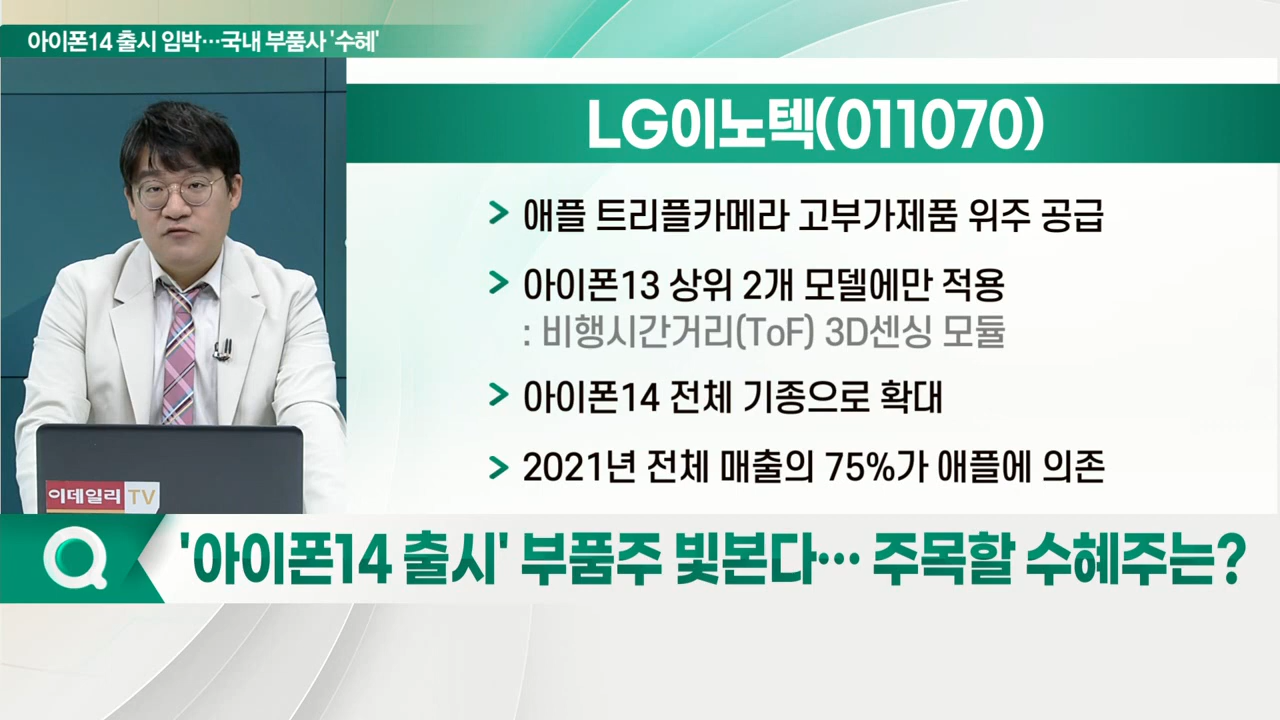 아이폰14 출시 임박…국내 부품사 '수혜'
LG이노텍(011070)
> 애플 트리플카메라 고부가제품 위주 공급
> 아이폰13 상위 2개 모델에만 적용
: 비행시간거리(ToF) 3D센싱 모듈
> 아이폰14 전체 기종으로 확대
> 2021년 전체 매출의 75%가 애플에 의존
이데일리TV
'아이폰14 출시' 부품주 빛본다… 주목할 수혜주는?